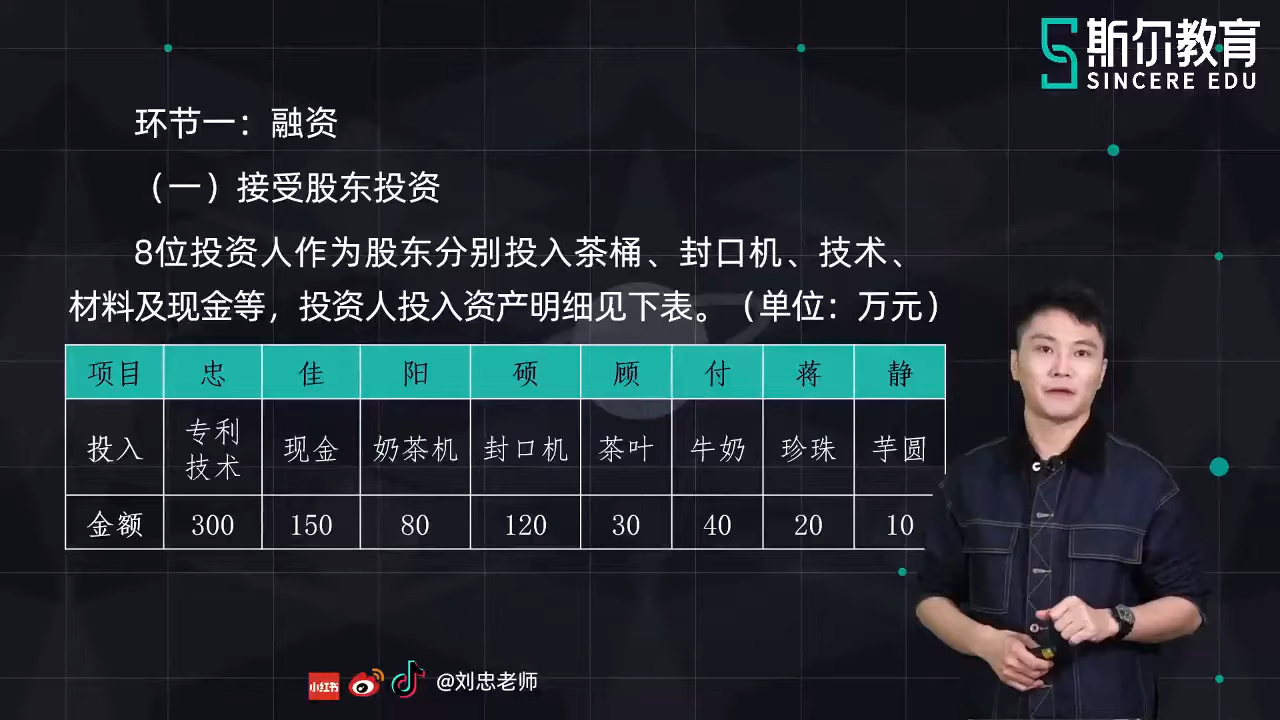 斯尔教育
SINCERE EDU
环节一：融资
（一）接受股东投资
8位投资人作为股东分别投入茶桶、封口机、技术、
材料及现金等，投资人投入资产明细见下表。（单位：万元）
项目 忠 佳 阳 硕 顾 付 蒋 静
投入 专利技术 现金 奶茶机 封口机 茶叶 牛奶 珍珠 芋圆
金额 300 150 80 120 30 40 20 10
小红书 @刘忠老师